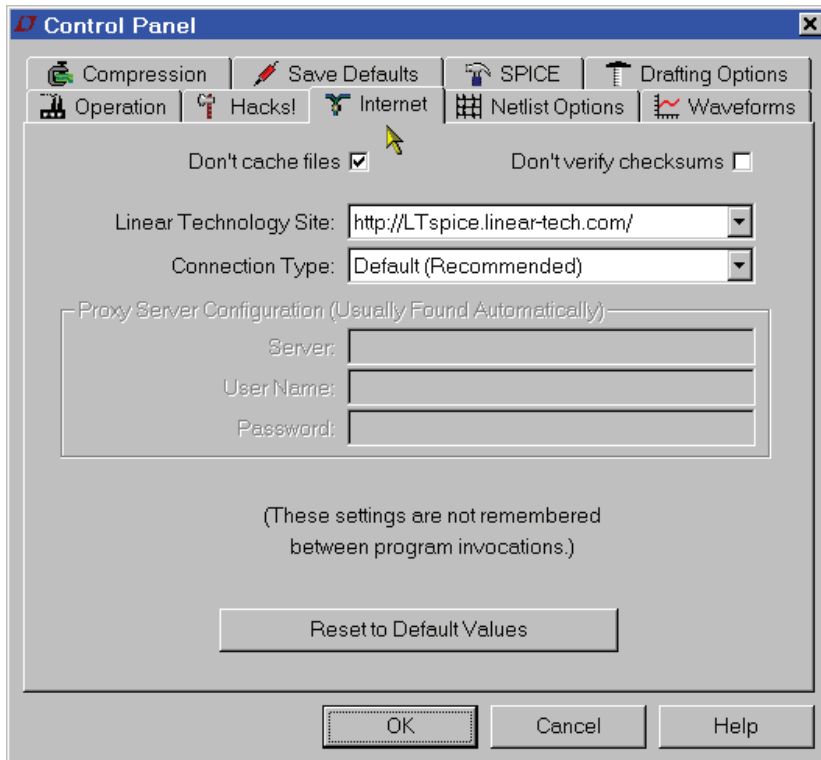 Control Panel
Compression Save Defaults SPICE Drafting Options
Operation Hacks! Internet Netlist Options Waveforms
Don't cache files Don't verify checksums
Linear Technology Site: http://LTspice.linear-tech.com/
Connection Type: Default (Recommended)
Proxy Server Configuration (Usually Found Automatically)
Server:
User Name:
Password:
(These settings are not remembered
between program invocations.)
Reset to Default Values
OK Cancel Help